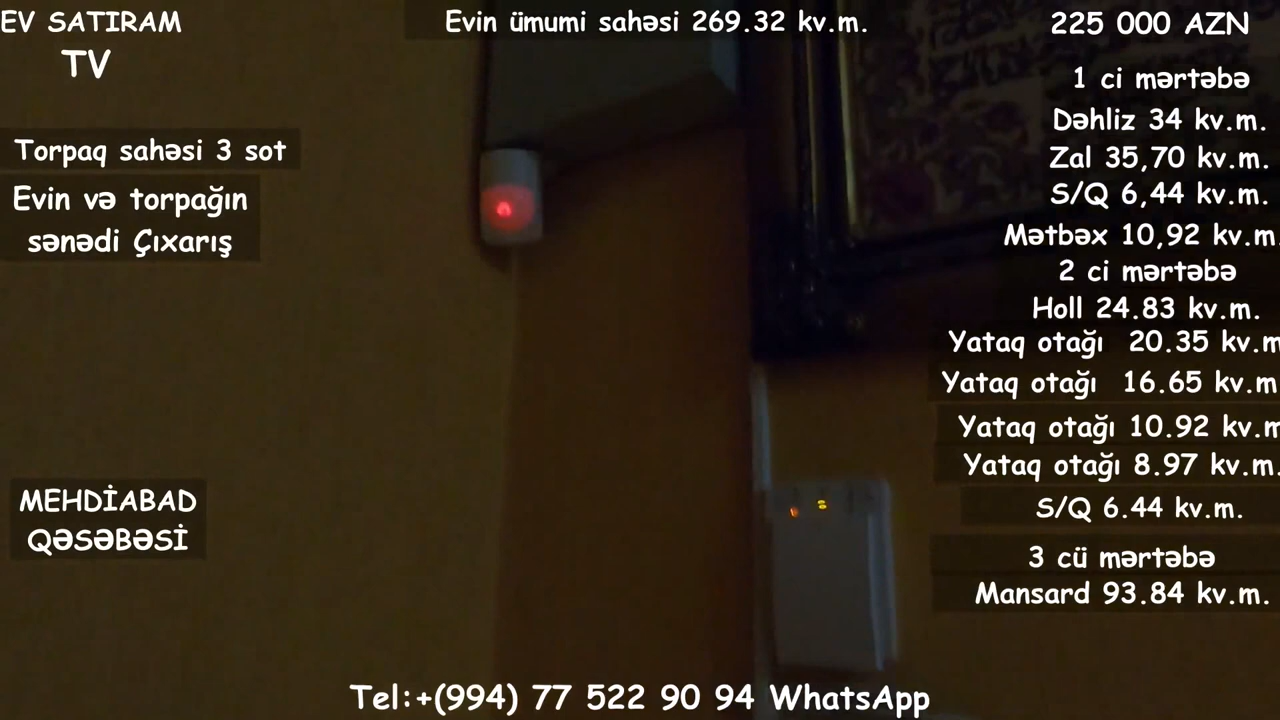 EV SATIRAM
TV
Evin ümumi sahəsi 269.32 kv.m.
225 000 AZN
Torpaq sahəsi 3 sot
Evin və torpağın
sənədi Çıxarış
MEHDİABAD
QƏSƏBƏSİ
1 ci mərtəbə
Dəhliz 34 kv.m.
Zal 35,70 kv.m.
S/Q 6,44 kv.m.
Mətbəx 10,92 kv.m.
2 ci mərtəbə
Holl 24.83 kv.m.
Yataq otağı 20.35 kv.m
Yataq otağı 16.65 kv.m
Yataq otağı 10.92 kv.m
Yataq otağı 8.97 kv.m.
S/Q 6.44 kv.m.
3 cü mərtəbə
Mansard 93.84 kv.m.
Tel:+(994) 77 522 90 94 WhatsApp